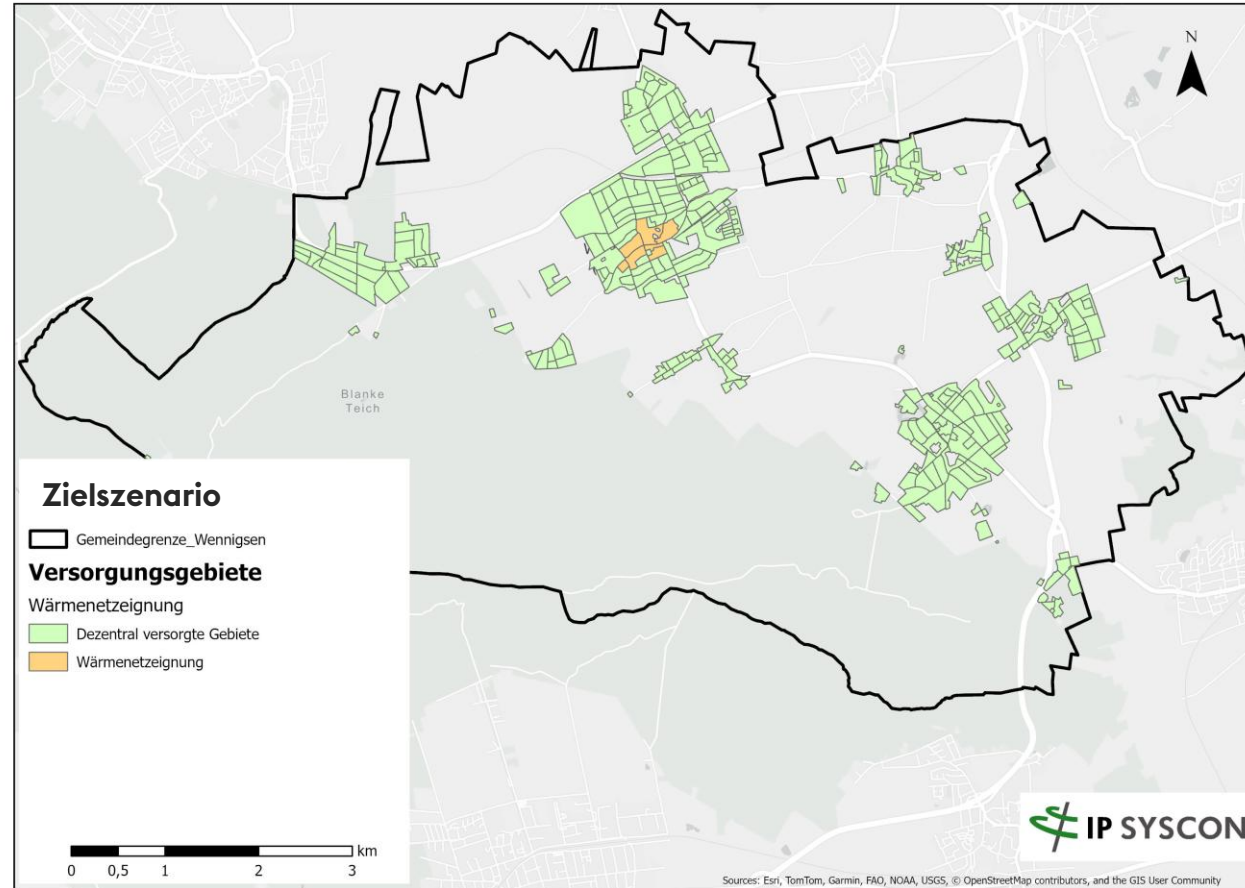 N
Blanke
Teich
Zielszenario
Gemeindegrenze_Wennigsen
Versorgungsgebiete
Wärmenetzeignung
Dezentral versorgte Gebiete
Wärmenetzeignung
km
0 0,5 1 2 3
IP SYSCON
Sources: Esri, TomTom, Garmin, FAO, NOAA, USGS, © OpenStreetMap contributors, and the GIS User Community